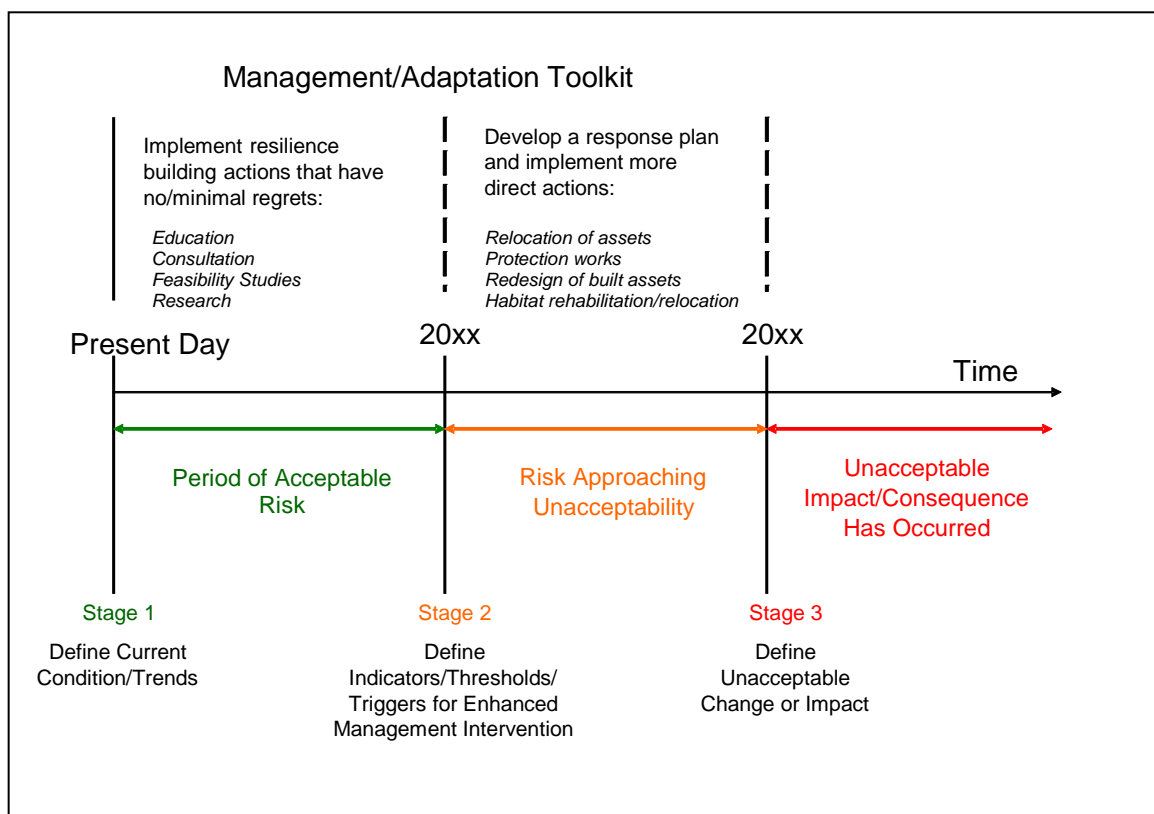 Management/Adaptation Toolkit
Implement resilience
building actions that have
no/minimal regrets:
Education
Consultation
Feasibility Studies
Research
Develop a response plan
and implement more
direct actions:
Relocation of assets
Protection works
Redesign of built assets
Habitat rehabilitation/relocation
Present Day
20xx
20xx
Time
Period of Acceptable
Risk
Risk Approaching
Unacceptability
Unacceptable
Impact/Consequence
Has Occurred
Stage 1
Define Current
Condition/Trends
Stage 2
Define
Indicators/Thresholds/
Triggers for Enhanced
Management Intervention
Stage 3
Define
Unacceptable
Change or Impact